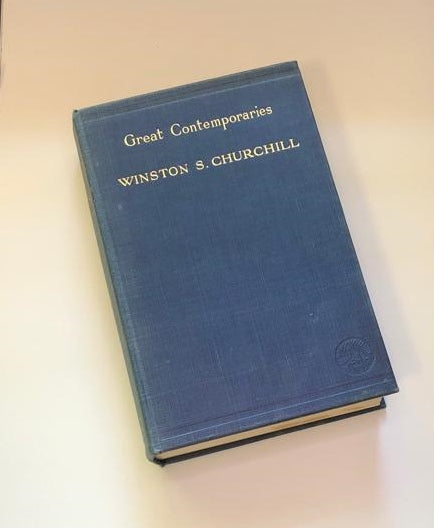 Great Contemporaries
WINSTON S. CHURCHILL